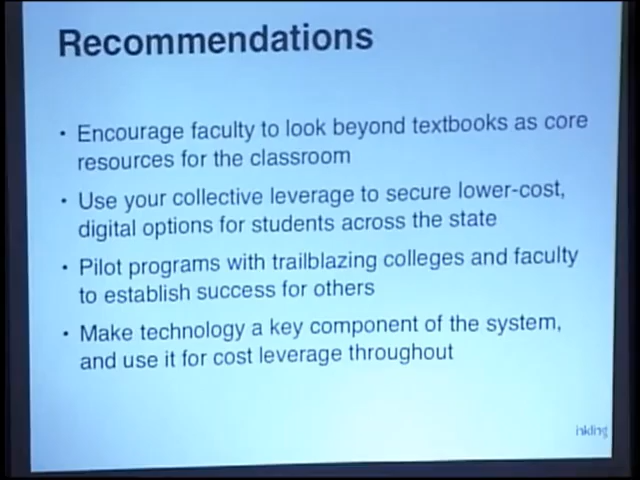 Recommendations
• Encourage faculty to look beyond textbooks as core
resources for the classroom
• Use your collective leverage to secure lower-cost,
digital options for students across the state
• Pilot programs with trailblazing colleges and faculty
to establish success for others
• Make technology a key component of the system,
and use it for cost leverage throughout
inkling